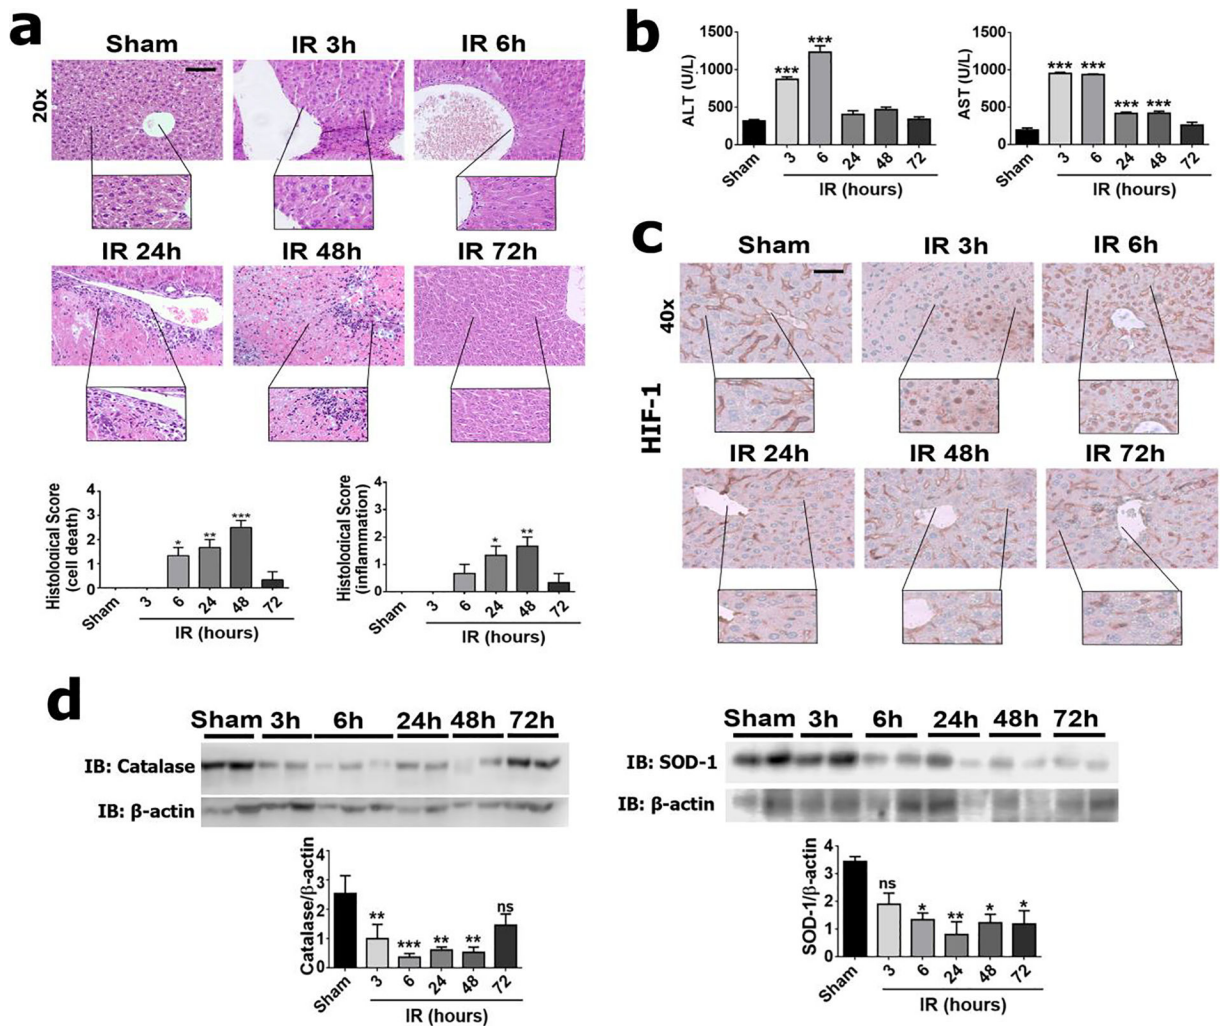 a
Sham IR 3h IR 6h
20x
IR 24h IR 48h IR 72h
Histological Score
(cell death)
4
3
2
1
0
* ** ***
Sham 3 6 24 48 72
IR (hours)
Histological Score
(inflammation)
4
3
2
1
0
* **
Sham 3 6 24 48 72
IR (hours)
b
ALT (U/L)
1500
1000
500
0
*** ***
Sham 3 6 24 48 72
IR (hours)
AST (U/L)
1500
1000
500
0
*** *** *** ***
Sham 3 6 24 48 72
IR (hours)
c
Sham IR 3h IR 6h
40x
HIF-1
IR 24h IR 48h IR 72h
d
Sham 3h 6h 24h 48h 72h
IB: Catalase
IB: β-actin
Catalase/β-actin
4
3
2
1
0
** *** ** ** ns
Sham 3 6 24 48 72
IR (hours)
Sham 3h 6h 24h 48h 72h
IB: SOD-1
IB: β-actin
SOD-1/β-actin
4
3
2
1
0
ns * ** * *
Sham 3 6 24 48 72
IR (hours)